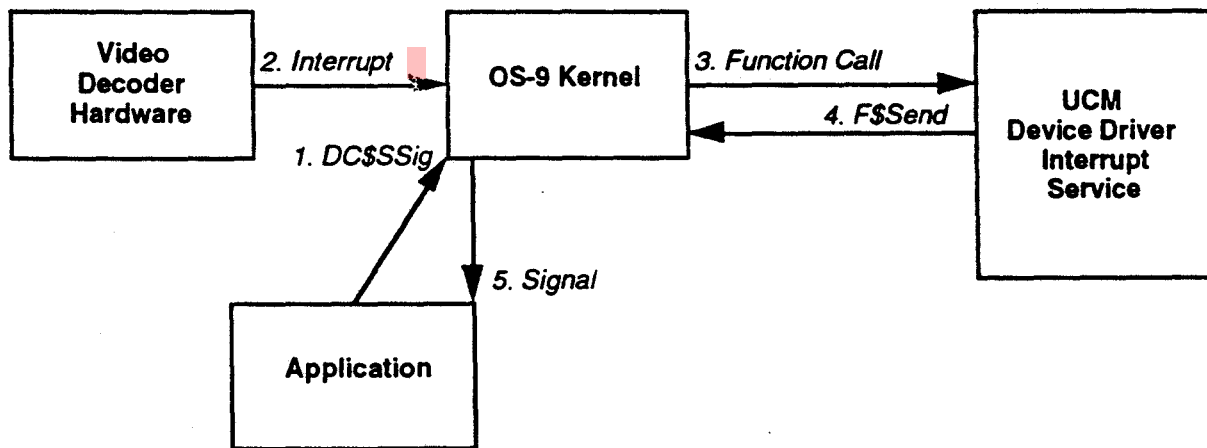 Video
Decoder
Hardware
2. Interrupt
OS-9 Kernel
3. Function Call
4. F$Send
UCM
Device Driver
Interrupt
Service
1. DC$SSig
5. Signal
Application